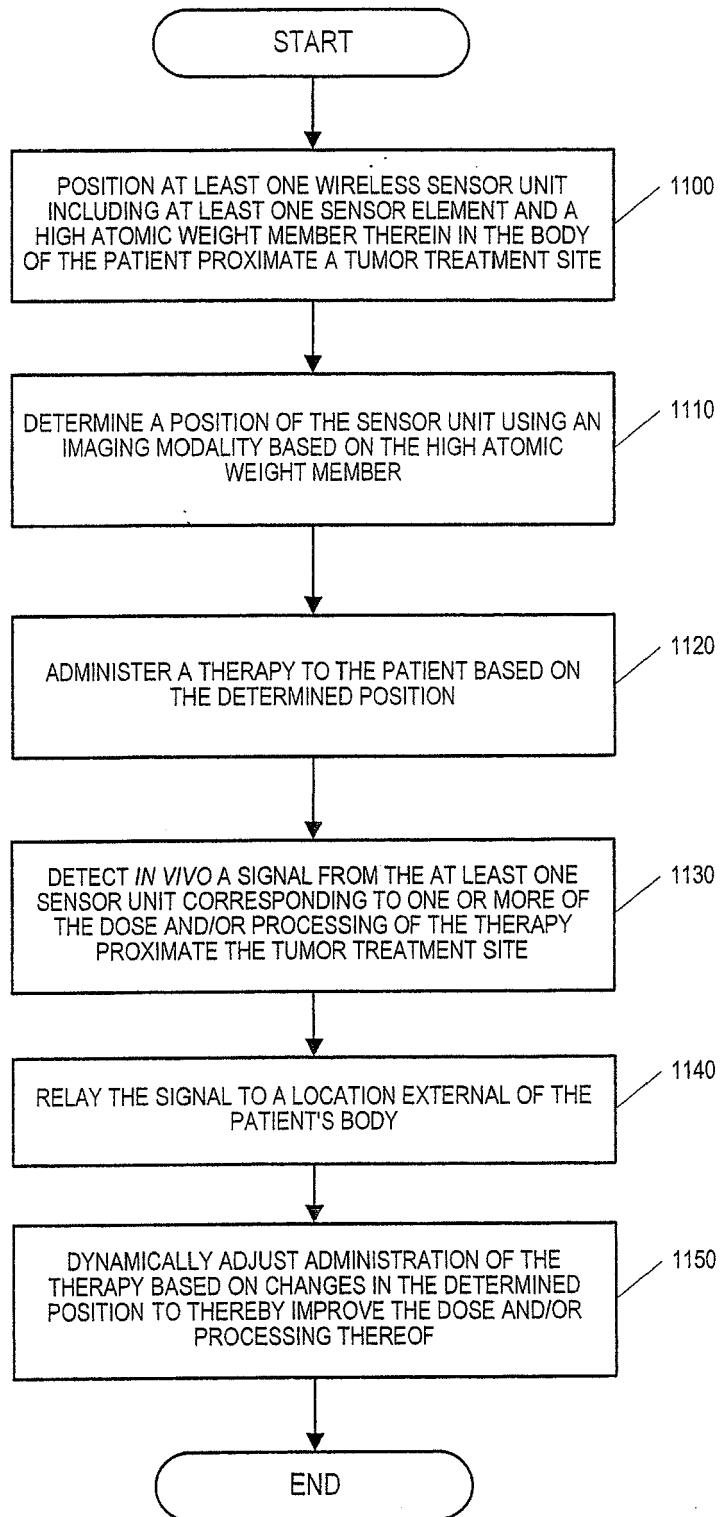 START
POSITION AT LEAST ONE WIRELESS SENSOR UNIT
INCLUDING AT LEAST ONE SENSOR ELEMENT AND A
HIGH ATOMIC WEIGHT MEMBER THEREIN IN THE BODY
OF THE PATIENT PROXIMATE A TUMOR TREATMENT SITE
1100
DETERMINE A POSITION OF THE SENSOR UNIT USING AN
IMAGING MODALITY BASED ON THE HIGH ATOMIC
WEIGHT MEMBER
1110
ADMINISTER A THERAPY TO THE PATIENT BASED ON
THE DETERMINED POSITION
1120
DETECT IN VIVO A SIGNAL FROM THE AT LEAST ONE
SENSOR UNIT CORRESPONDING TO ONE OR MORE OF
THE DOSE AND/OR PROCESSING OF THE THERAPY
PROXIMATE THE TUMOR TREATMENT SITE
1130
RELAY THE SIGNAL TO A LOCATION EXTERNAL OF THE
PATIENT'S BODY
1140
DYNAMICALLY ADJUST ADMINISTRATION OF THE
THERAPY BASED ON CHANGES IN THE DETERMINED
POSITION TO THEREBY IMPROVE THE DOSE AND/OR
PROCESSING THEREOF
1150
END